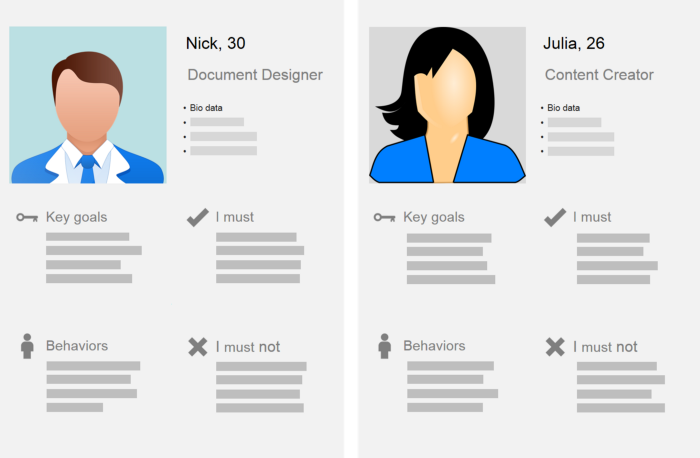 Nick, 30
Document Designer
• Bio data
Key goals
I must
Behaviors
I must not
Julia, 26
Content Creator
• Bio data
Key goals
I must
Behaviors
I must not